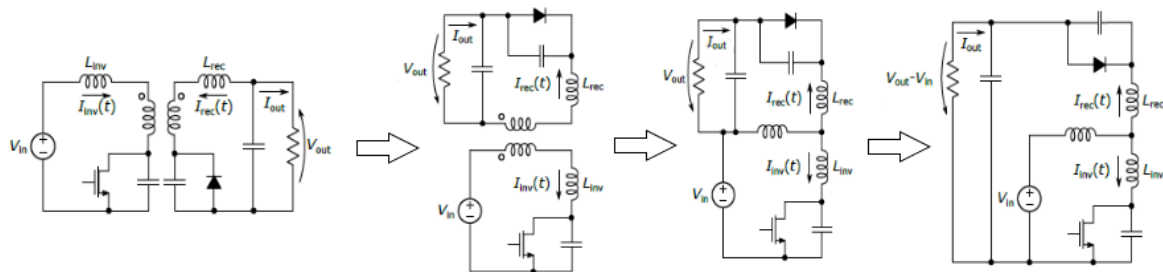 L_inv
L_rec
I_inv(t)
I_rec(t)
I_out
V_in
V_out
I_out
V_out
I_rec(t)
L_rec
I_inv(t)
L_inv
V_in
I_out
V_out
I_rec(t)
L_rec
I_inv(t)
L_inv
V_in
I_out
V_out-V_in
I_rec(t)
L_rec
I_inv(t)
L_inv
V_in